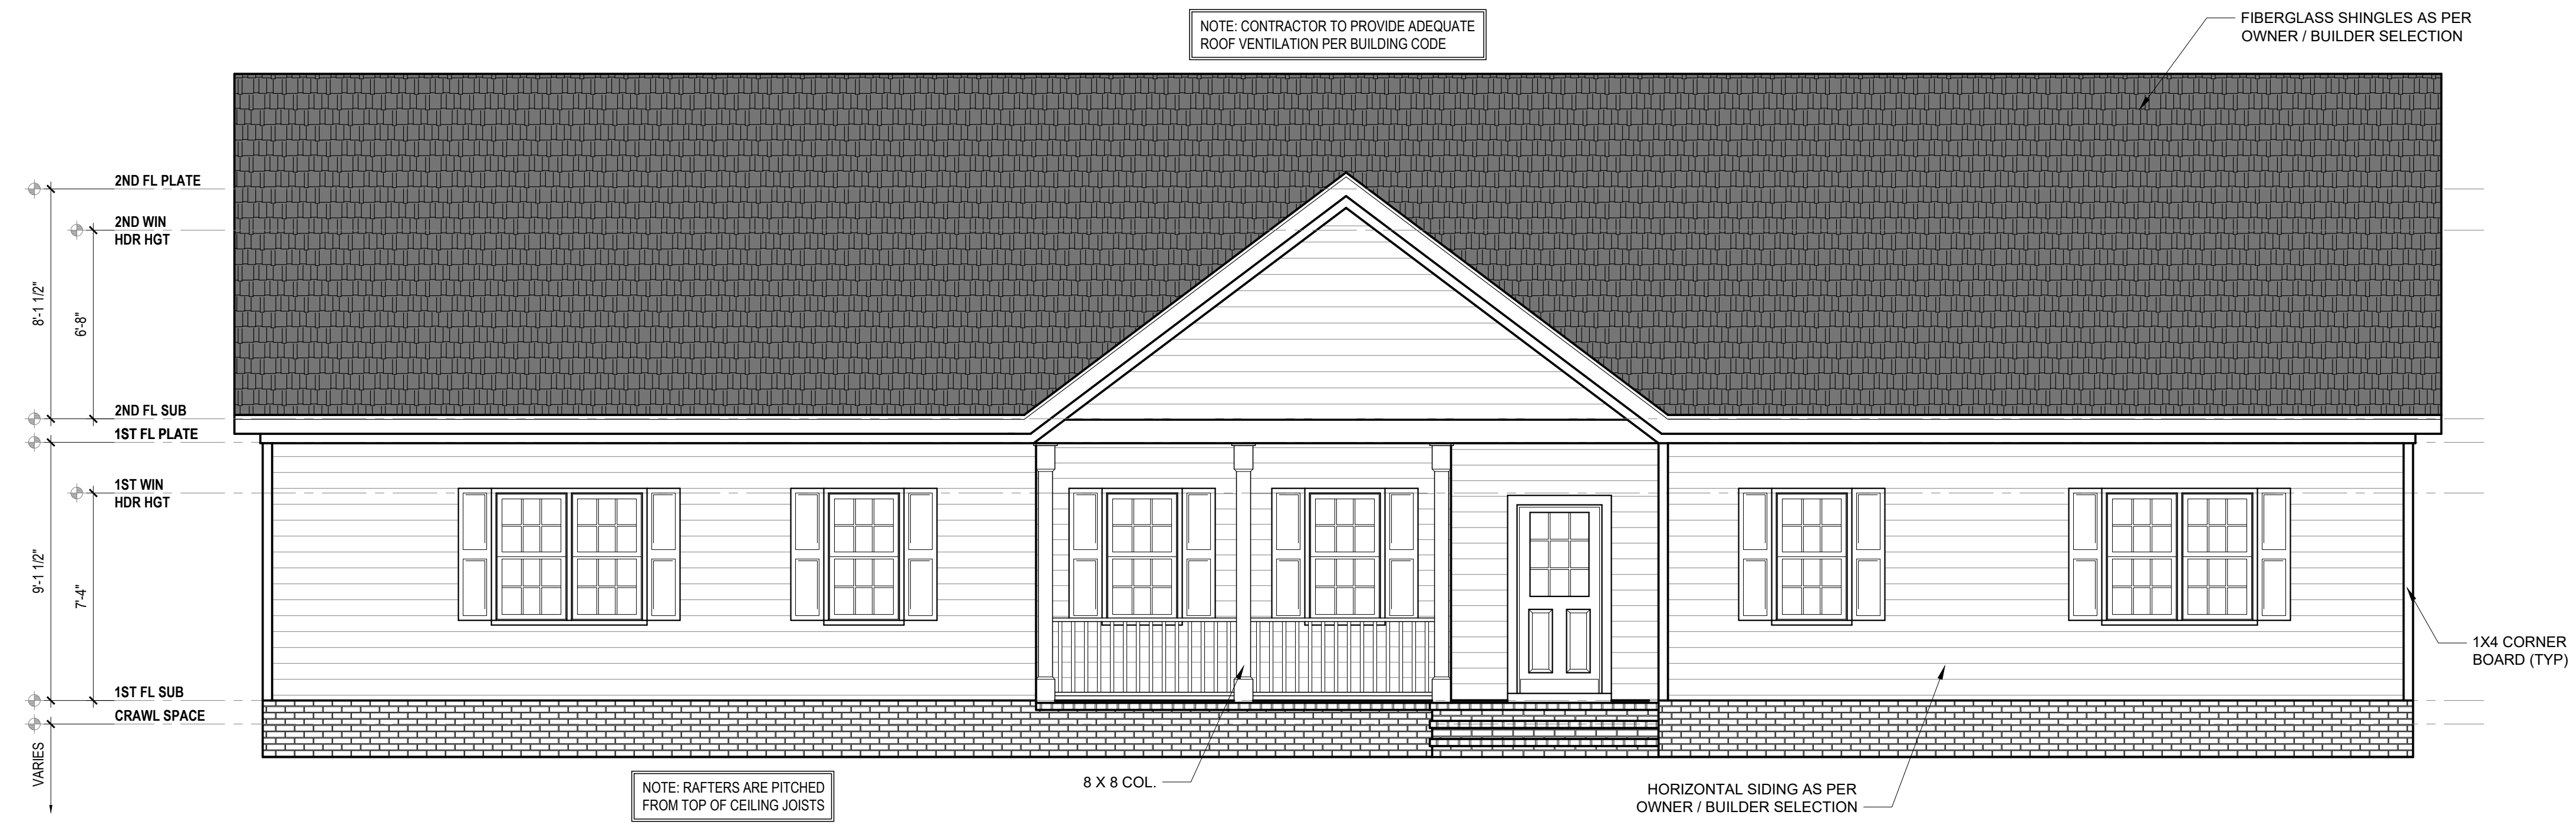 NOTE: CONTRACTOR TO PROVIDE ADEQUATE
ROOF VENTILATION PER BUILDING CODE
FIBERGLASS SHINGLES AS PER
OWNER / BUILDER SELECTION
2ND FL PLATE
2ND WIN
HDR HGT
8'-1 1/2"
6'-8"
2ND FL SUB
1ST FL PLATE
1ST WIN
HDR HGT
9'-1 1/2"
7'-4"
1ST FL SUB
CRAWL SPACE
VARIES
1X4 CORNER
BOARD (TYP)
NOTE: RAFTERS ARE PITCHED
FROM TOP OF CEILING JOISTS
8 X 8 COL.
HORIZONTAL SIDING AS PER
OWNER / BUILDER SELECTION